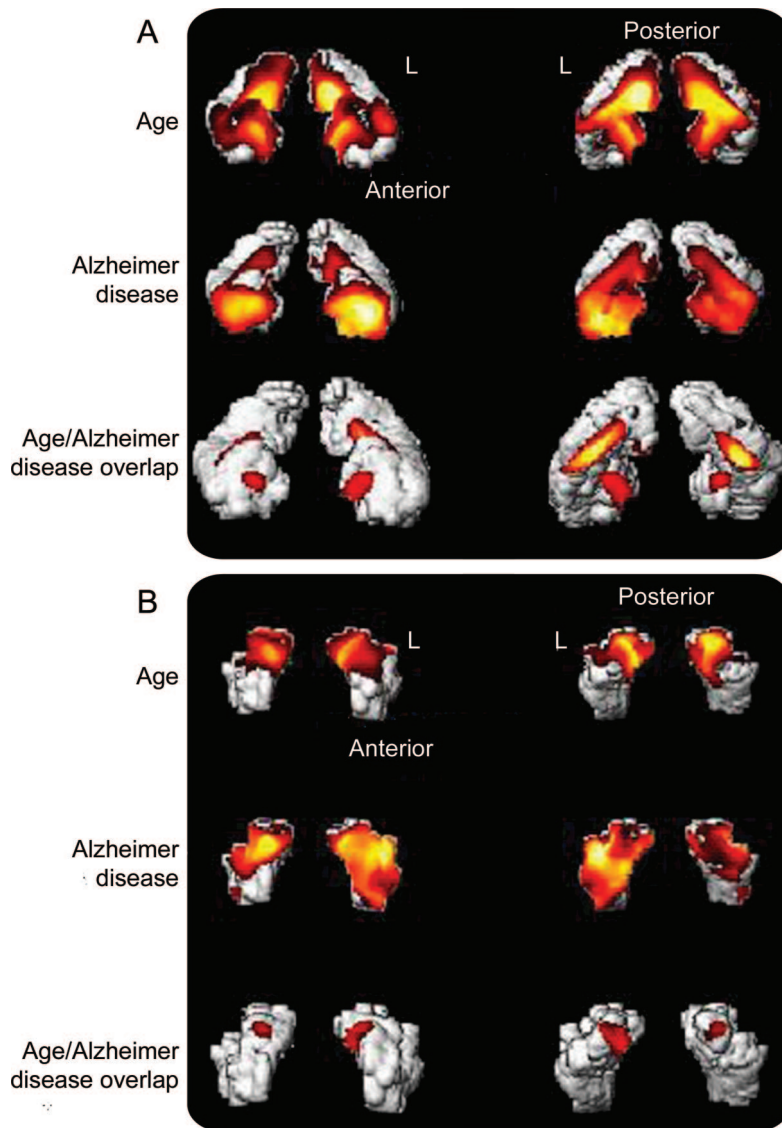 A
Posterior
L
L
Age
Anterior
Alzheimer
disease
Age/Alzheimer
disease overlap
B
Posterior
L
L
Age
Anterior
Alzheimer
disease
Age/Alzheimer
disease overlap